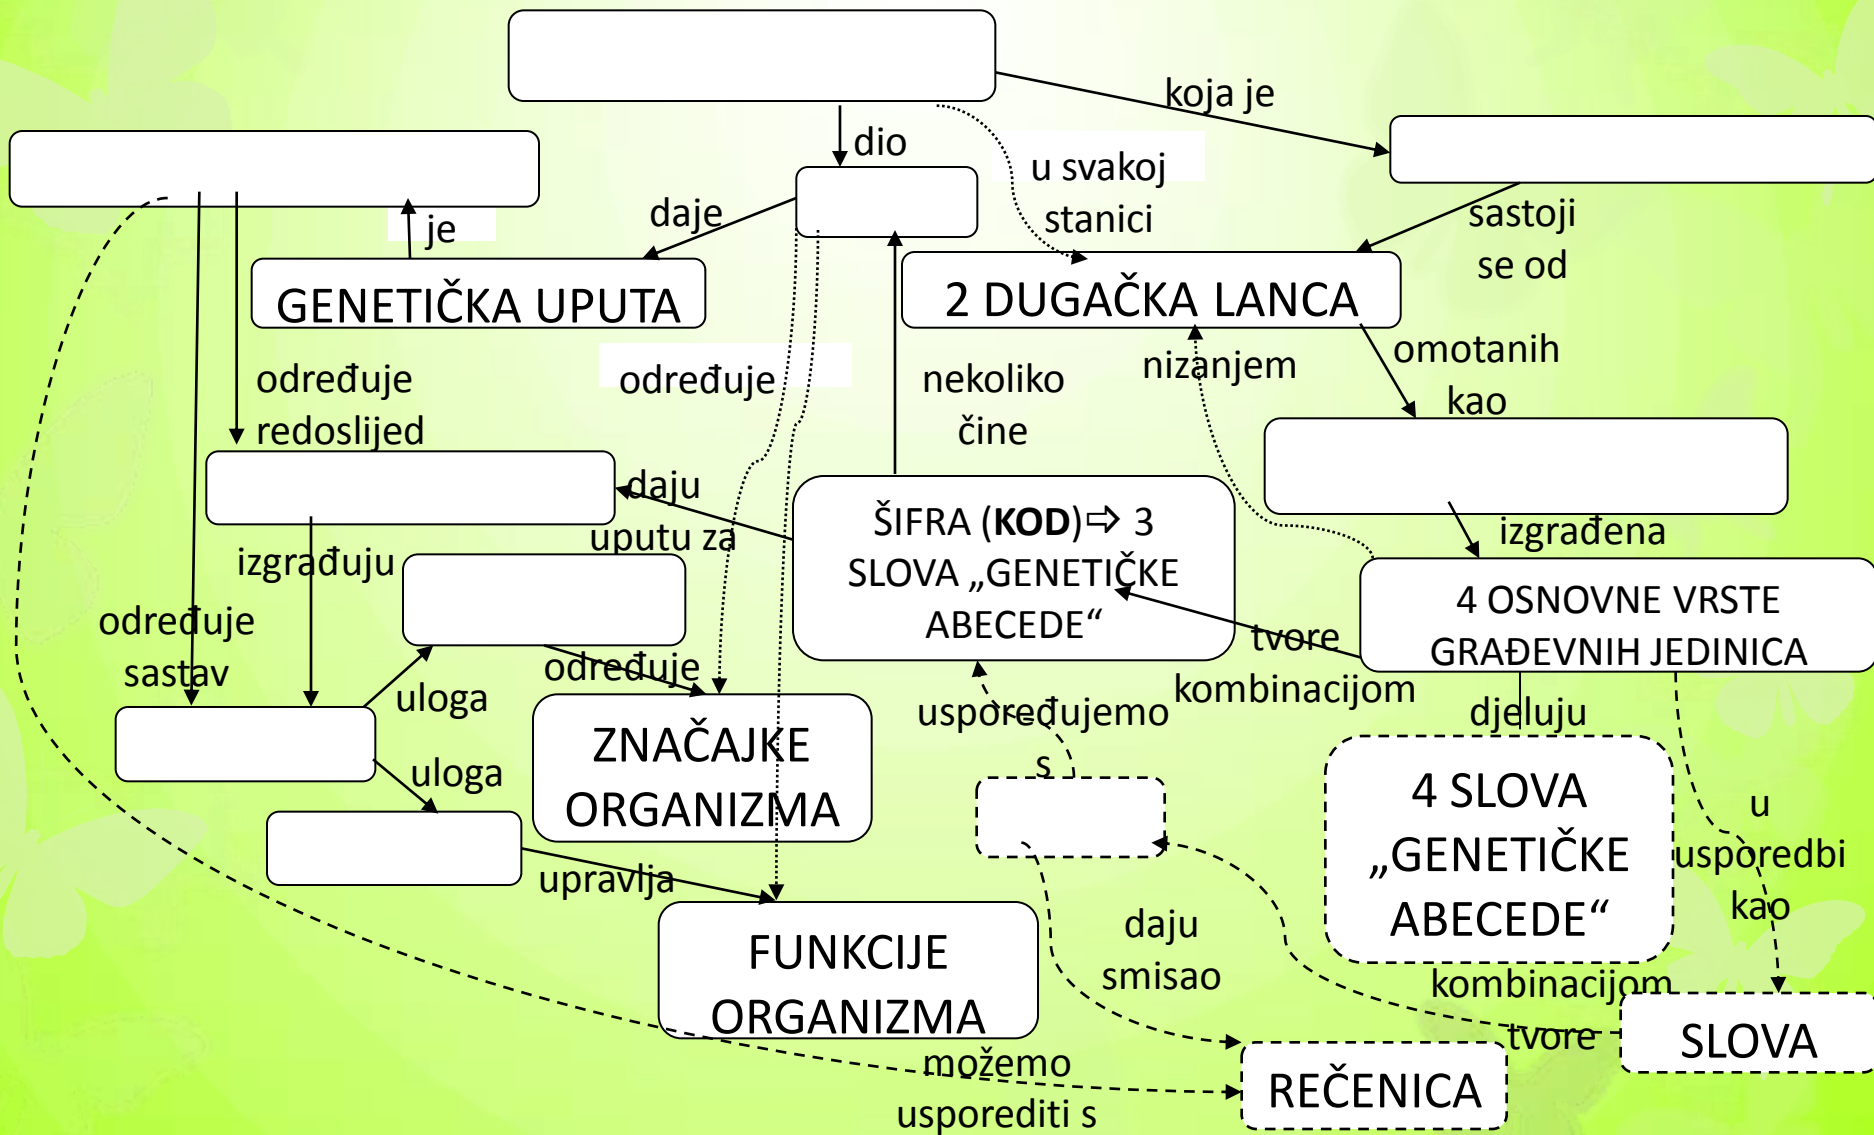 koja je
dio
u svakoj
stanici
daje
je
sastoji
se od
GENETIČKA UPUTA
2 DUGAČKA LANCA
određuje
redoslijed
određuje
nekoliko
čine
nizanjem
omotanih
kao
daju
uputu za
ŠIFRA (KOD)⇨ 3
SLOVA „GENETIČKE
ABECEDE“
izgrađena
izgrađuju
4 OSNOVNE VRSTE
GRAĐEVNIH JEDINICA
određuje
sastav
određuje
tvore
kombinacijom
uloga
uspoređujemo
s
djeluju
ZNAČAJKE
ORGANIZMA
uloga
4 SLOVA
„GENETIČKE
ABECEDE“
u
usporedbi
kao
upravlja
FUNKCIJE
ORGANIZMA
daju
smisao
kombinacijom
tvore
SLOVA
REČENICA
možemo
usporediti s